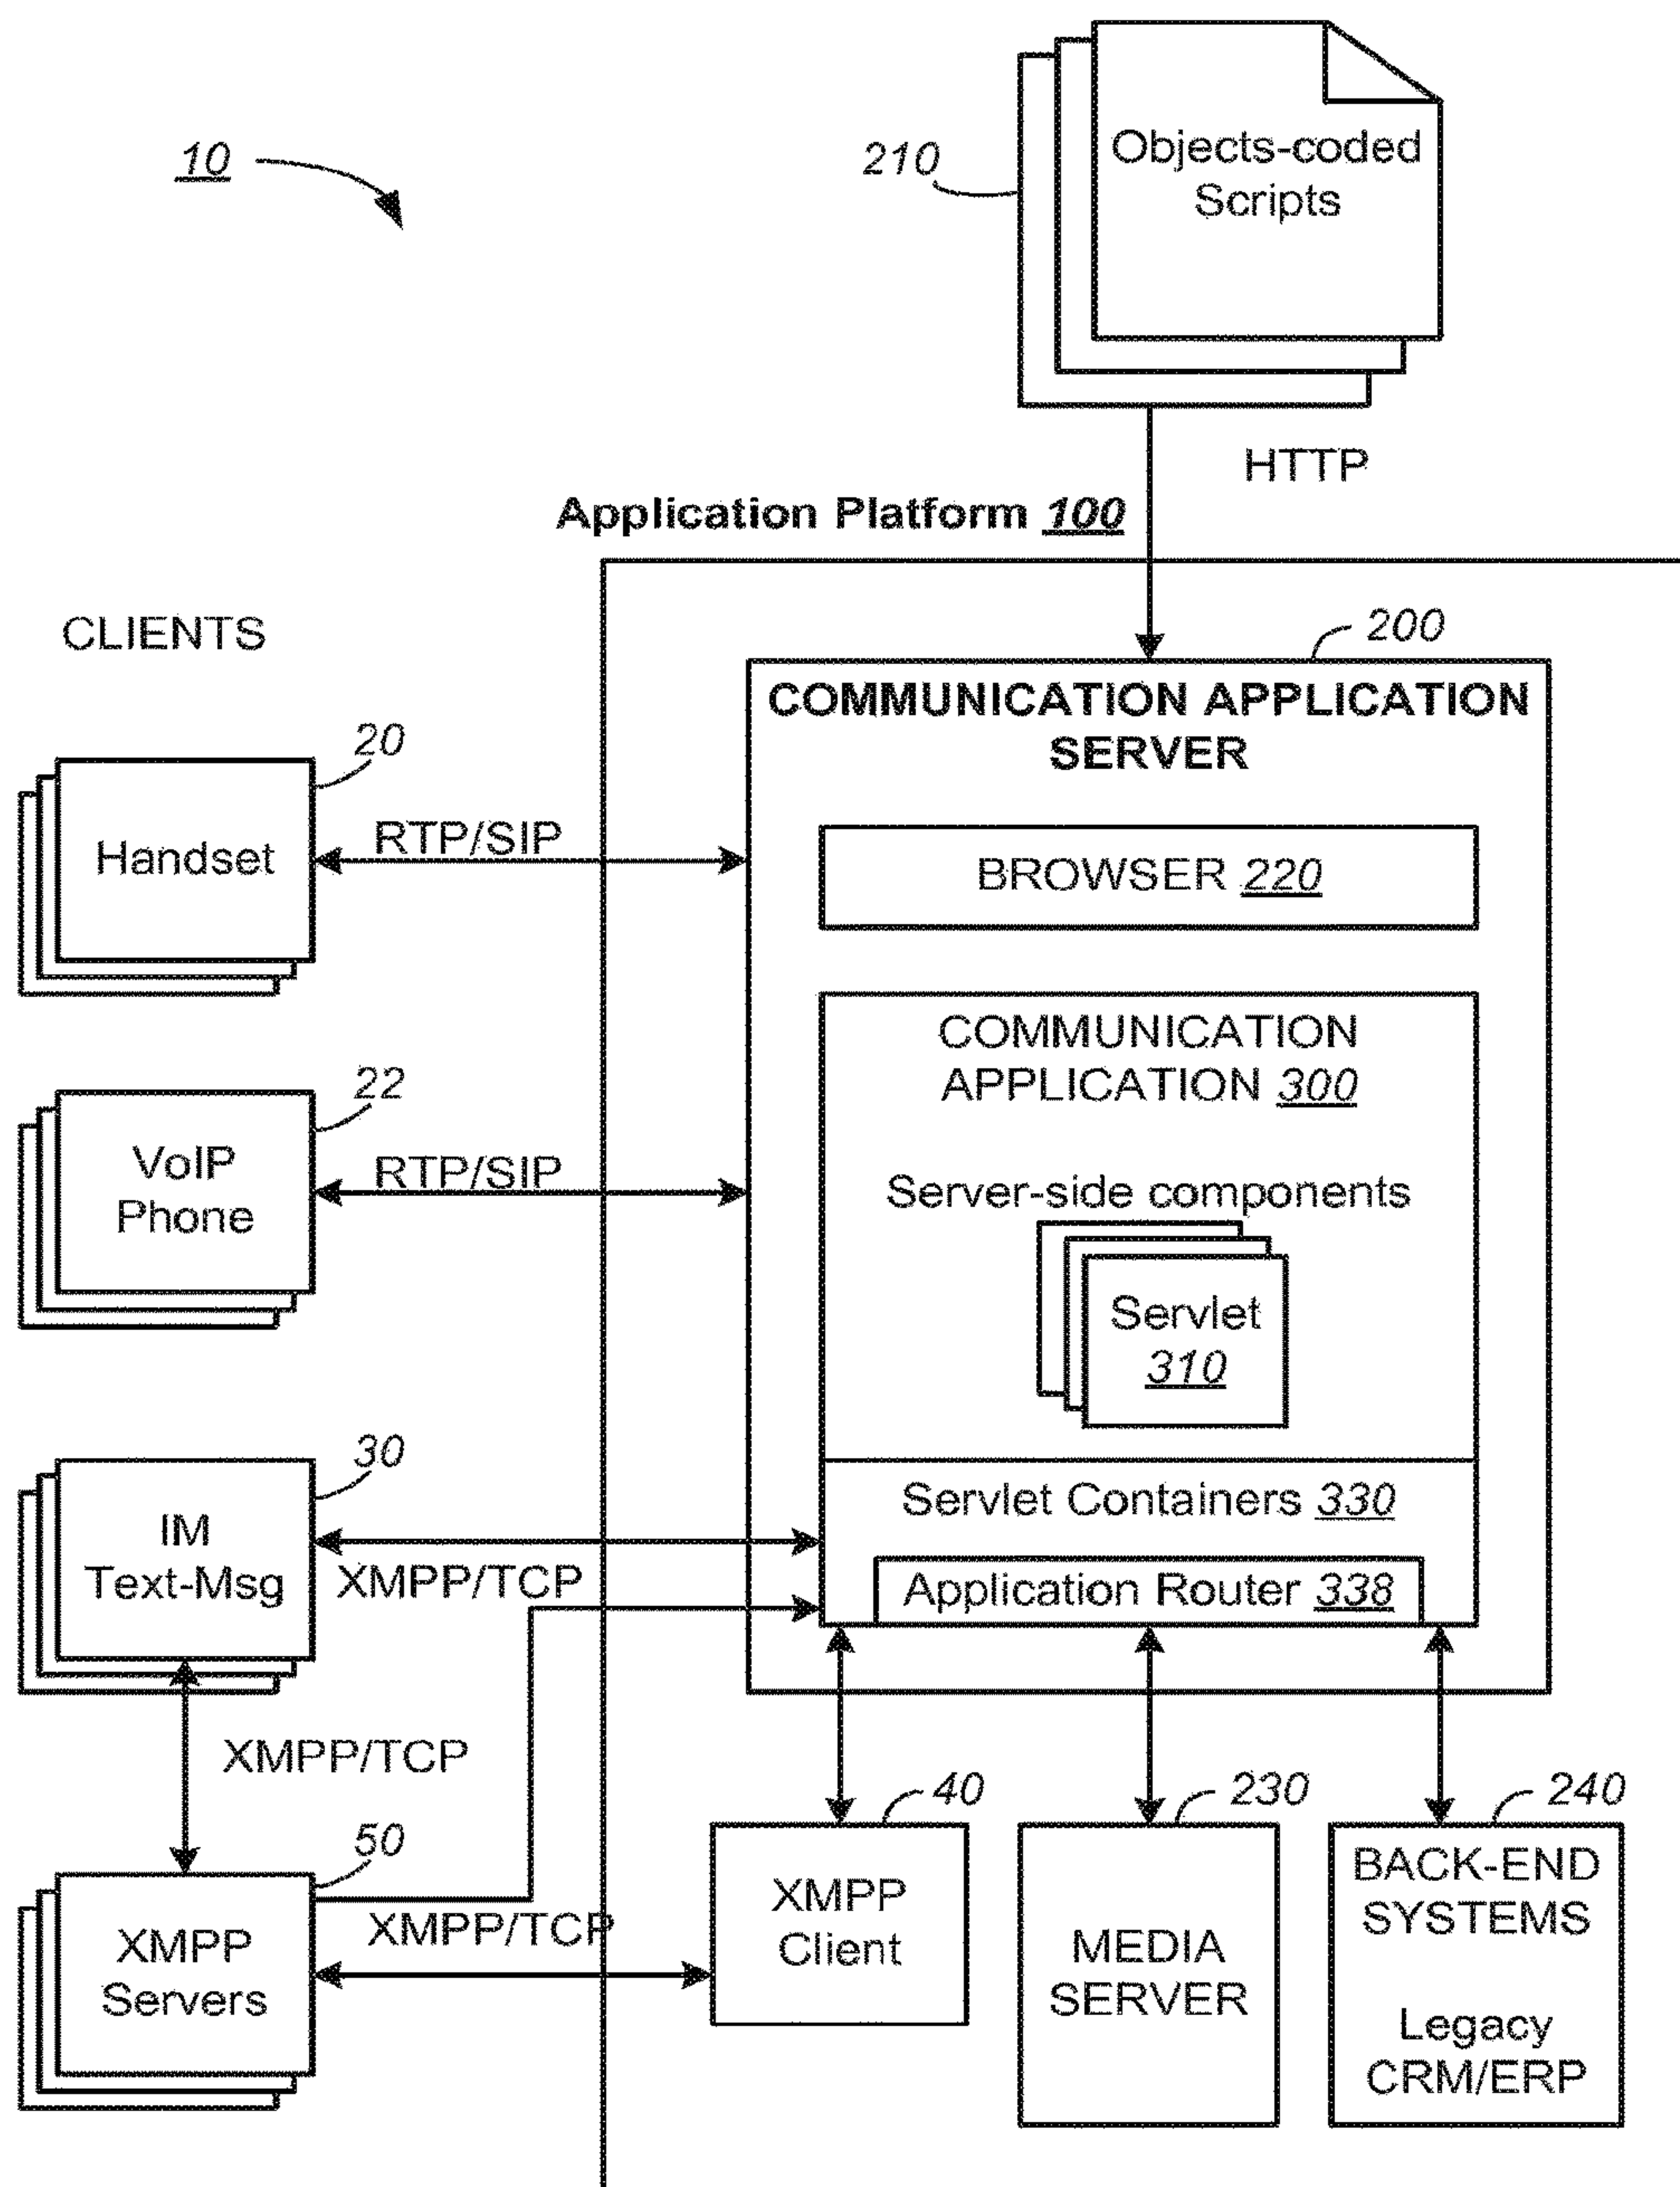 10
210
Objects-coded
Scripts
HTTP
Application Platform 100
CLIENTS
200
COMMUNICATION APPLICATION
SERVER
20
Handset
RTP/SIP
BROWSER 220
COMMUNICATION
APPLICATION 300
22
VoIP
Phone
RTP/SIP
Server-side components
Servlet
310
30
IM
Text-Msg
XMPP/TCP
Servlet Containers 330
Application Router 338
XMPP/TCP
50
XMPP
Servers
XMPP/TCP
40
XMPP
Client
230
MEDIA
SERVER
240
BACK-END
SYSTEMS
Legacy
CRM/ERP